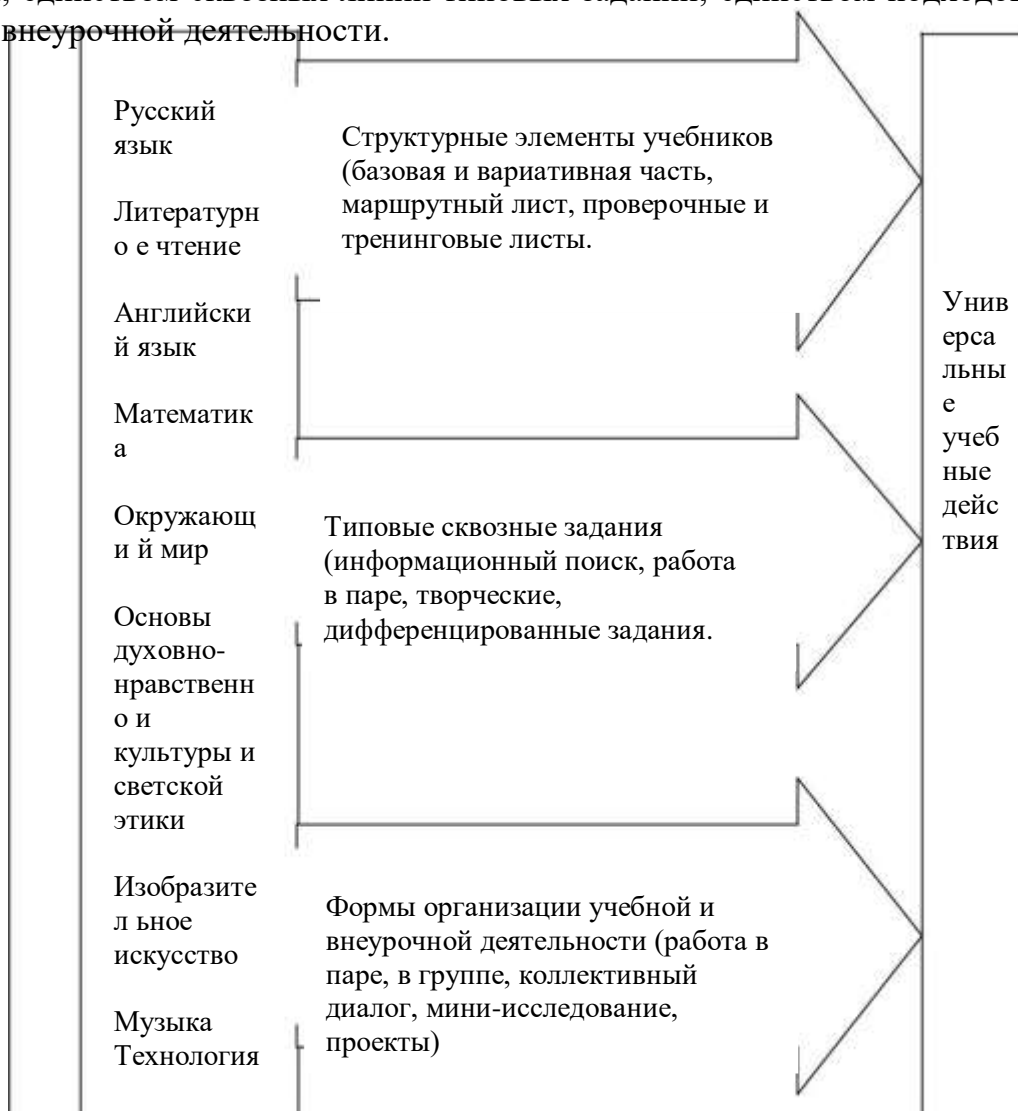 внеурочной деятельности.
Русский
язык
Литературн
о е чтение
Английски
й язык
Математик
а
Окружающ
и й мир
Основы
духовно-
нравственн
о и
культуры и
светской
этики
Изобразите
л ьное
искусство
Музыка
Технология
Структурные элементы учебников
(базовая и вариативная часть,
маршрутный лист, проверочные и
тренинговые листы.
Типовые сквозные задания
(информационный поиск, работа
в паре, творческие,
дифференцированные задания.
Формы организации учебной и
внеурочной деятельности (работа в
паре, в группе, коллективный
диалог, мини-исследование,
проекты)
Унив
ерса
льны
е
учеб
ные
дейс
твия